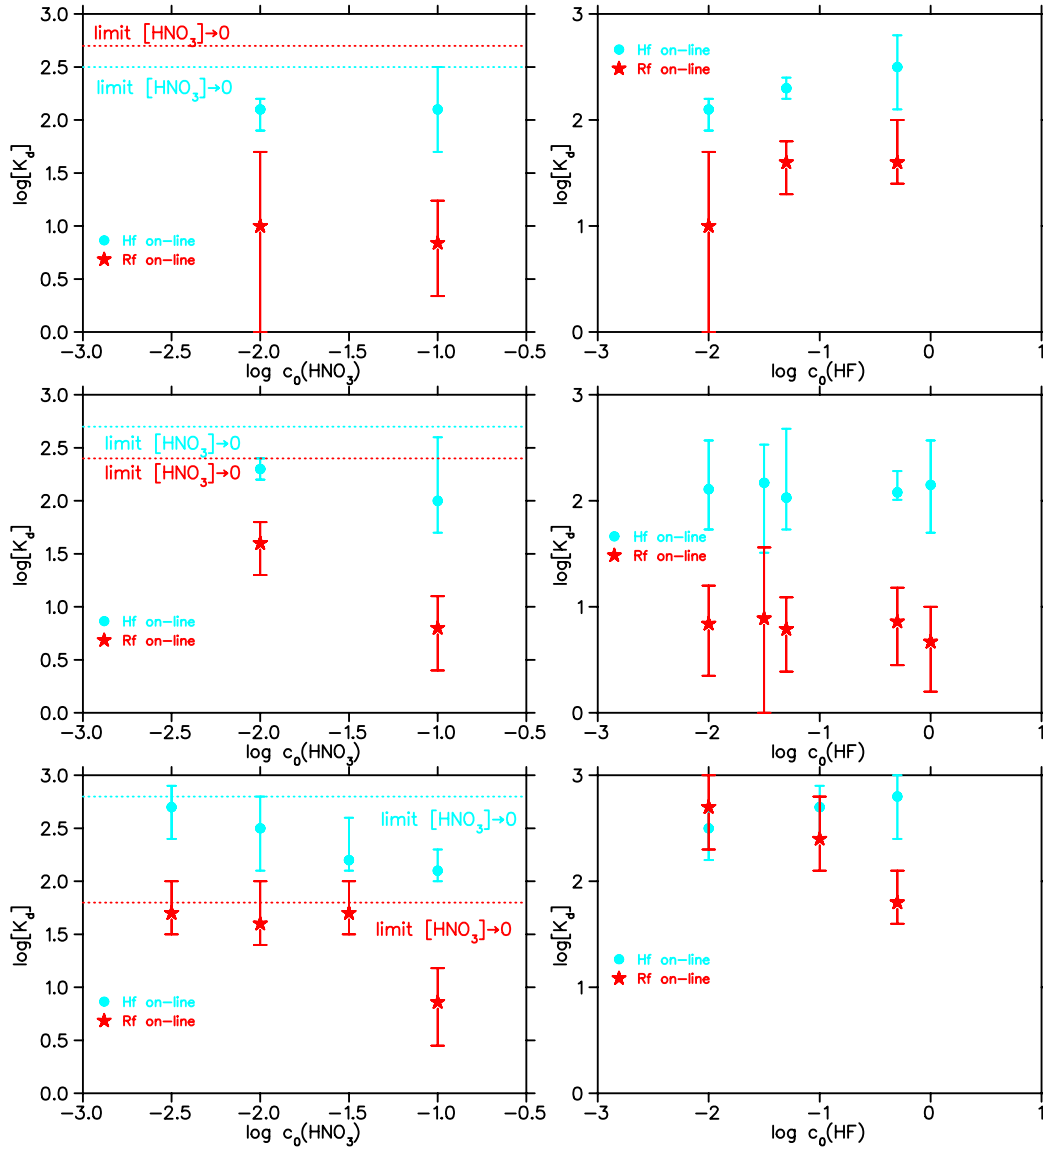 3.0
2.5
2.0
1.5
1.0
0.5
0.0
log[K_d]
limit [HNO₃]→0
limit [HNO₃]→0
Hf on-line
Rf on-line
-3.0 -2.5 -2.0 -1.5 -1.0 -0.5
log c₀(HNO₃)
3
2
1
0
log[K_d]
Hf on-line
Rf on-line
-3 -2 -1 0 1
log c₀(HF)
3.0
2.5
2.0
1.5
1.0
0.5
0.0
log[K_d]
limit [HNO₃]→0
limit [HNO₃]→0
Hf on-line
Rf on-line
-3.0 -2.5 -2.0 -1.5 -1.0 -0.5
log c₀(HNO₃)
3
2
1
0
log[K_d]
Hf on-line
Rf on-line
-3 -2 -1 0 1
log c₀(HF)
3.0
2.5
2.0
1.5
1.0
0.5
0.0
log[K_d]
limit [HNO₃]→0
limit [HNO₃]→0
Hf on-line
Rf on-line
-3.0 -2.5 -2.0 -1.5 -1.0 -0.5
log c₀(HNO₃)
3
2
1
0
log[K_d]
Hf on-line
Rf on-line
-3 -2 -1 0 1
log c₀(HF)